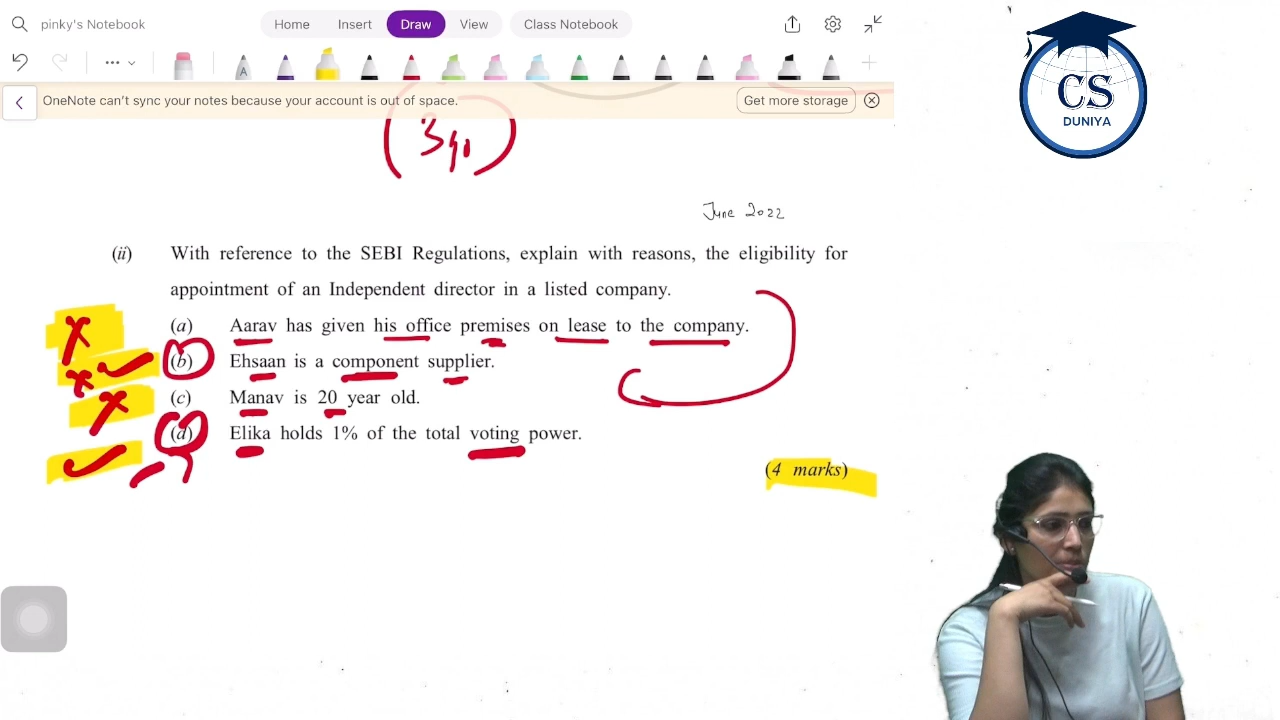 pinky's Notebook
Home Insert Draw View Class Notebook
A
OneNote can't sync your notes because your account is out of space.
Get more storage
CS
DUNIYA
June 2022
(ii) With reference to the SEBI Regulations, explain with reasons, the eligibility for
appointment of an Independent director in a listed company.
(a) Aarav has given his office premises on lease to the company.
(b) Ehsaan is a component supplier.
(c) Manav is 20 year old.
(d) Elika holds 1% of the total voting power.
(4 marks)